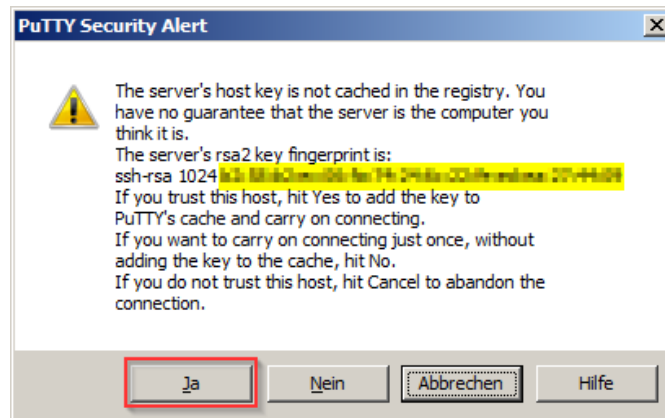 PuTTY Security Alert
The server's host key is not cached in the registry. You
have no guarantee that the server is the computer you
think it is.
The server's rsa2 key fingerprint is:
ssh-rsa 1024
If you trust this host, hit Yes to add the key to
PuTTY's cache and carry on connecting.
If you want to carry on connecting just once, without
adding the key to the cache, hit No.
If you do not trust this host, hit Cancel to abandon the
connection.
Ja Nein Abbrechen Hilfe